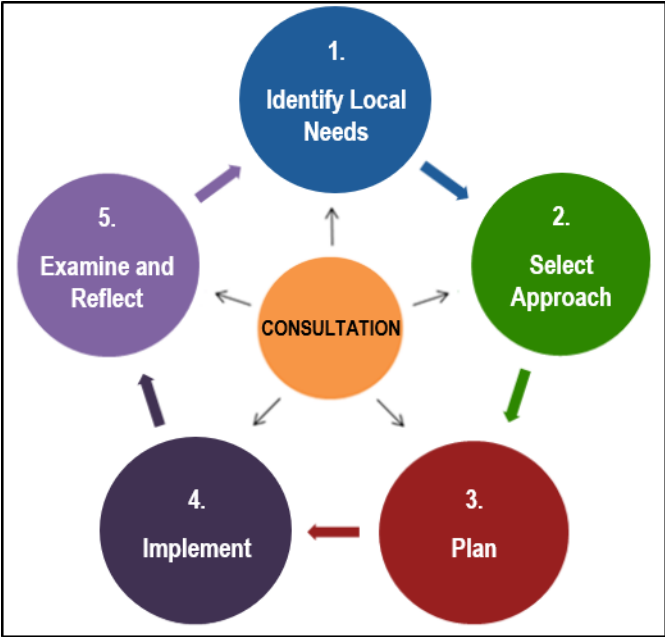 1.
Identify Local
Needs
2.
Select
Approach
3.
Plan
4.
Implement
5.
Examine and
Reflect
CONSULTATION